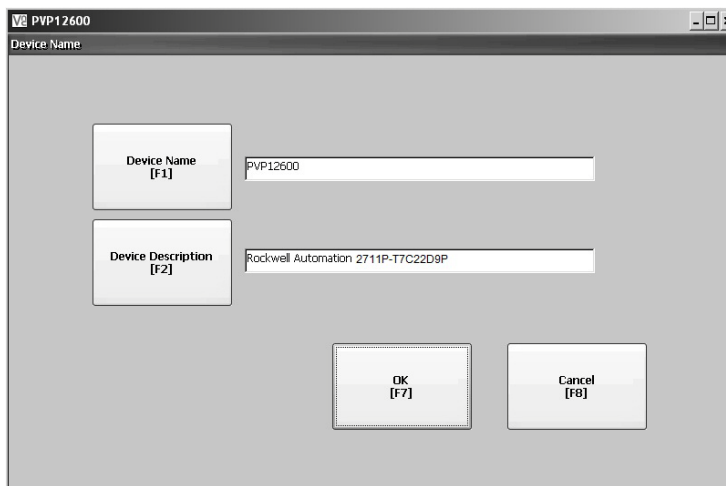 PVP12600
Device Name
Device Name
[F1]
PVP12600
Device Description
[F2]
Rockwell Automation 2711P-T7C22D9P
OK
[F7]
Cancel
[F8]